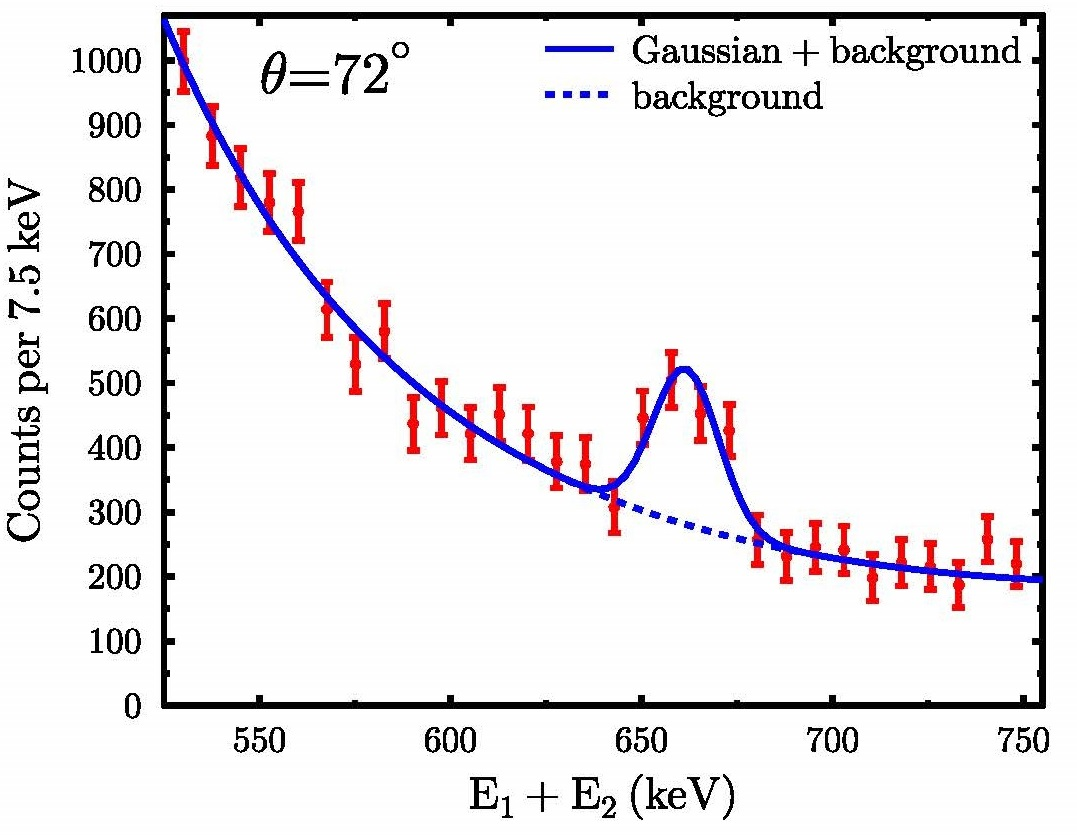 θ=72°
Gaussian + background
background
Counts per 7.5 keV
1000
900
800
700
600
500
400
300
200
100
0
550 600 650 700 750
E₁ + E₂ (keV)